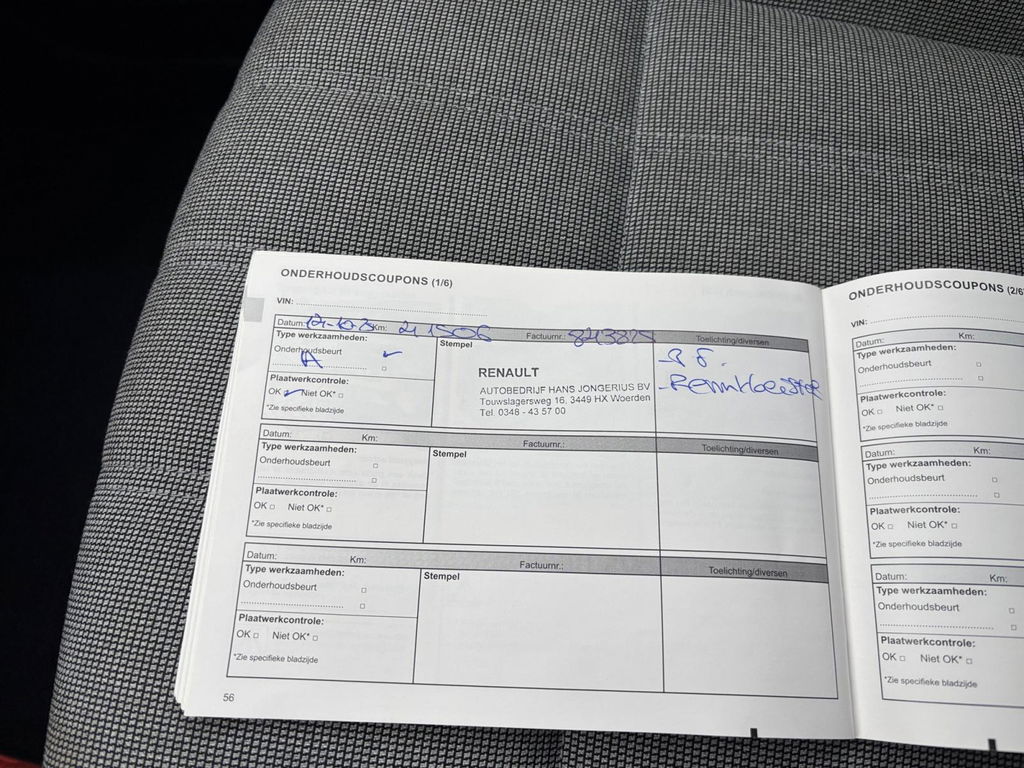 ONDERHOUDSCOUPONS (1/6)
VIN:
Datum: Km: 41506 Factuurnr.: Toelichting/diversen
Type werkzaamheden:
Onderhoudsbeurt
A
Plaatwerkcontrole:
OK Niet OK*
*Zie specifieke bladzijde
Stempel
RENAULT
AUTOBEDRIJF HANS JONGERIUS BV
Touwslagersweg 16, 3449 HX Woerden
Tel. 0348 - 43 57 00
Datum: Km: Factuurnr.: Toelichting/diversen
Type werkzaamheden:
Onderhoudsbeurt
Plaatwerkcontrole:
OK Niet OK*
*Zie specifieke bladzijde
Stempel
Datum: Km: Factuurnr.: Toelichting/diversen
Type werkzaamheden:
Onderhoudsbeurt
Plaatwerkcontrole:
OK Niet OK*
*Zie specifieke bladzijde
Stempel
56
ONDERHOUDSCOUPONS (2/6
VIN:
Datum: Km:
Type werkzaamheden:
Onderhoudsbeurt
Plaatwerkcontrole:
OK Niet OK*
*Zie specifieke bladzijde
Datum: Km:
Type werkzaamheden:
Onderhoudsbeurt
Plaatwerkcontrole:
OK Niet OK*
*Zie specifieke bladzijde
Datum: Km:
Type werkzaamheden:
Onderhoudsbeurt
Plaatwerkcontrole:
OK Niet OK*
*Zie specifieke bladzijde